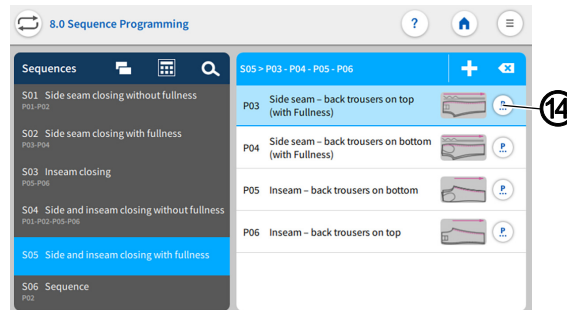 8.0 Sequence Programming
?
Sequences
S01 Side seam closing without fullness
P01-P02
S02 Side seam closing with fullness
P03-P04
S03 Inseam closing
P05-P06
S04 Side and inseam closing without fullness
P01-P02-P05-P06
S05 Side and inseam closing with fullness
S06 Sequence
P02
S05 > P03 - P04 - P05 - P06
P03 Side seam – back trousers on top
(with Fullness)
P...
14
P04 Side seam – back trousers on bottom
(with Fullness)
P...
P05 Inseam – back trousers on bottom
P...
P06 Inseam – back trousers on top
P...